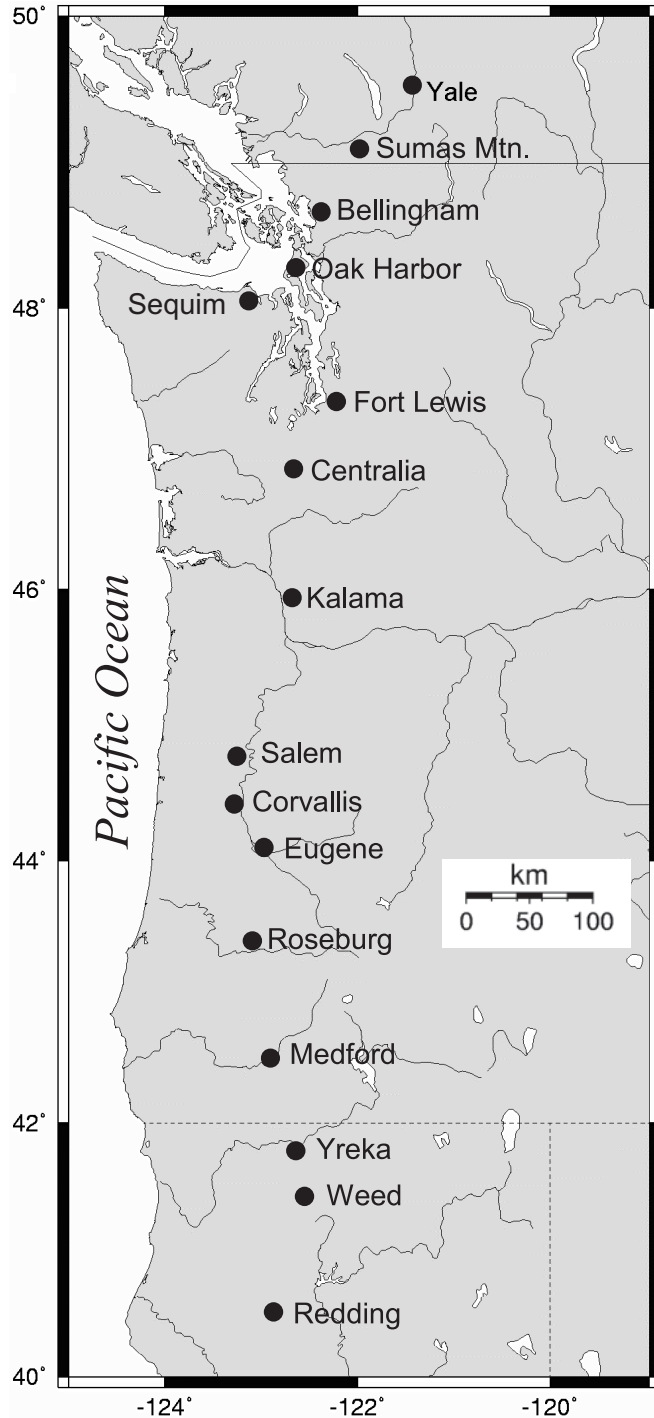 50˚
Yale
Sumas Mtn.
Bellingham
Oak Harbor
Sequim
48˚
Fort Lewis
Centralia
46˚
Kalama
Pacific Ocean
Salem
Corvallis
Eugene
44˚
km
0 50 100
Roseburg
Medford
42˚
Yreka
Weed
Redding
40˚
-124˚ -122˚ -120˚